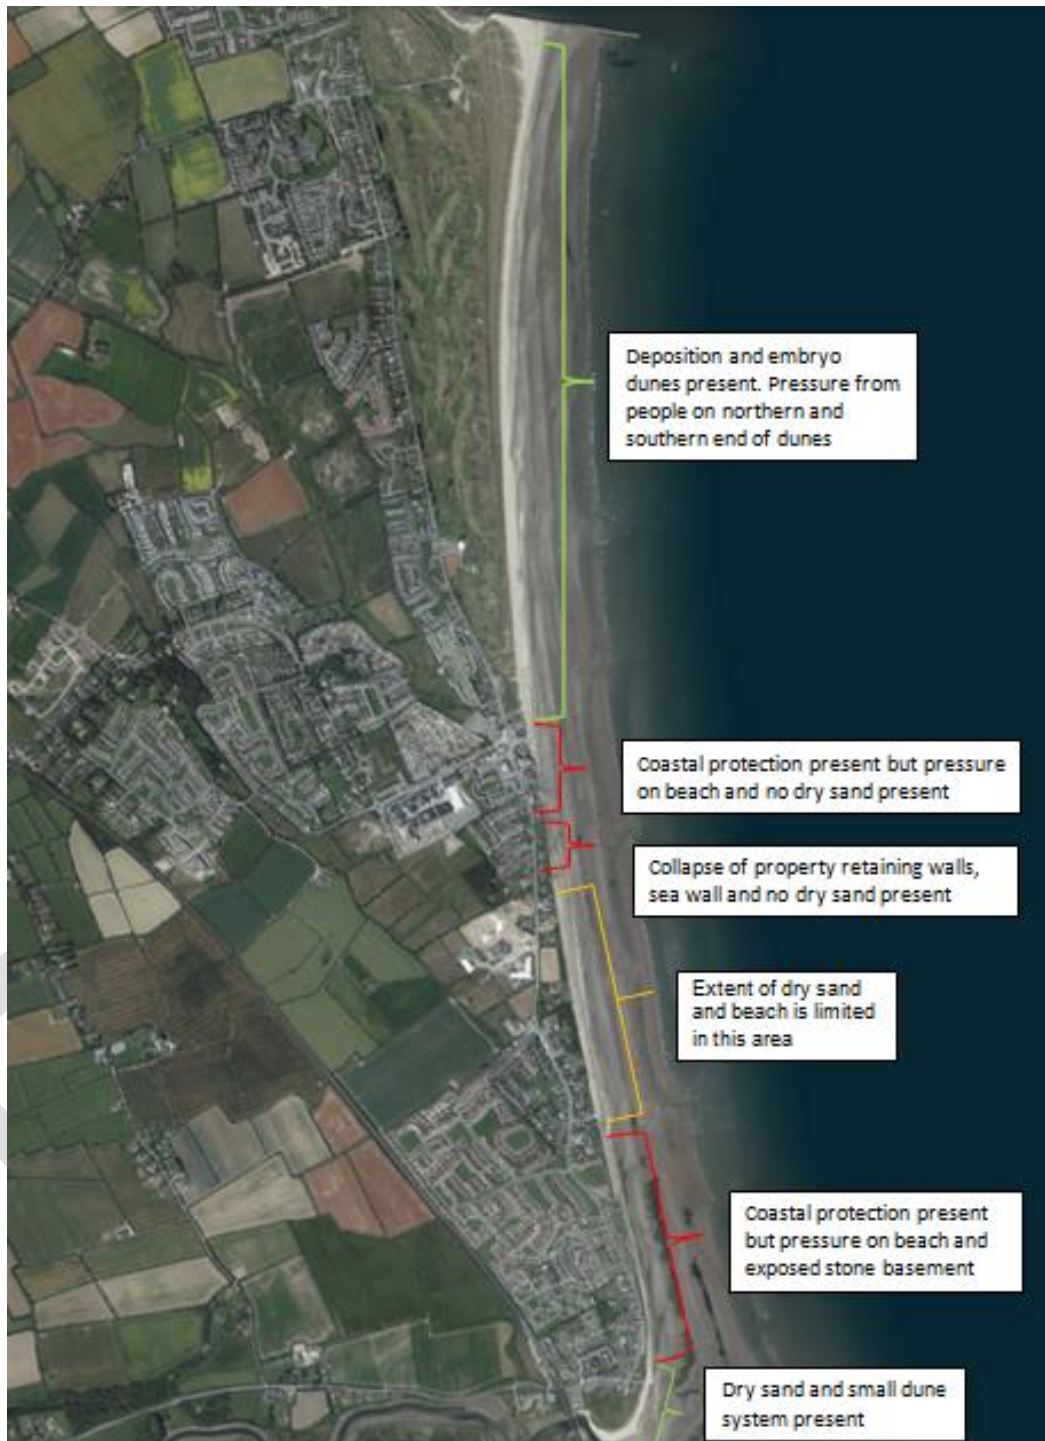 Deposition and embryo
dunes present. Pressure from
people on northern and
southern end of dunes
Coastal protection present but pressure
on beach and no dry sand present
Collapse of property retaining walls,
sea wall and no dry sand present
Extent of dry sand
and beach is limited
in this area
Coastal protection present
but pressure on beach and
exposed stone basement
Dry sand and small dune
system present